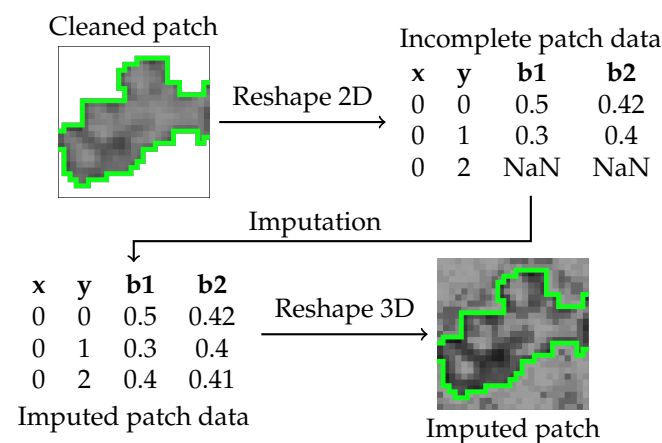 Cleaned patch
Reshape 2D
Incomplete patch data
x y b1 b2
0 0 0.5 0.42
0 1 0.3 0.4
0 2 NaN NaN
Imputation
x y b1 b2
0 0 0.5 0.42
0 1 0.3 0.4
0 2 0.4 0.41
Imputed patch data
Reshape 3D
Imputed patch